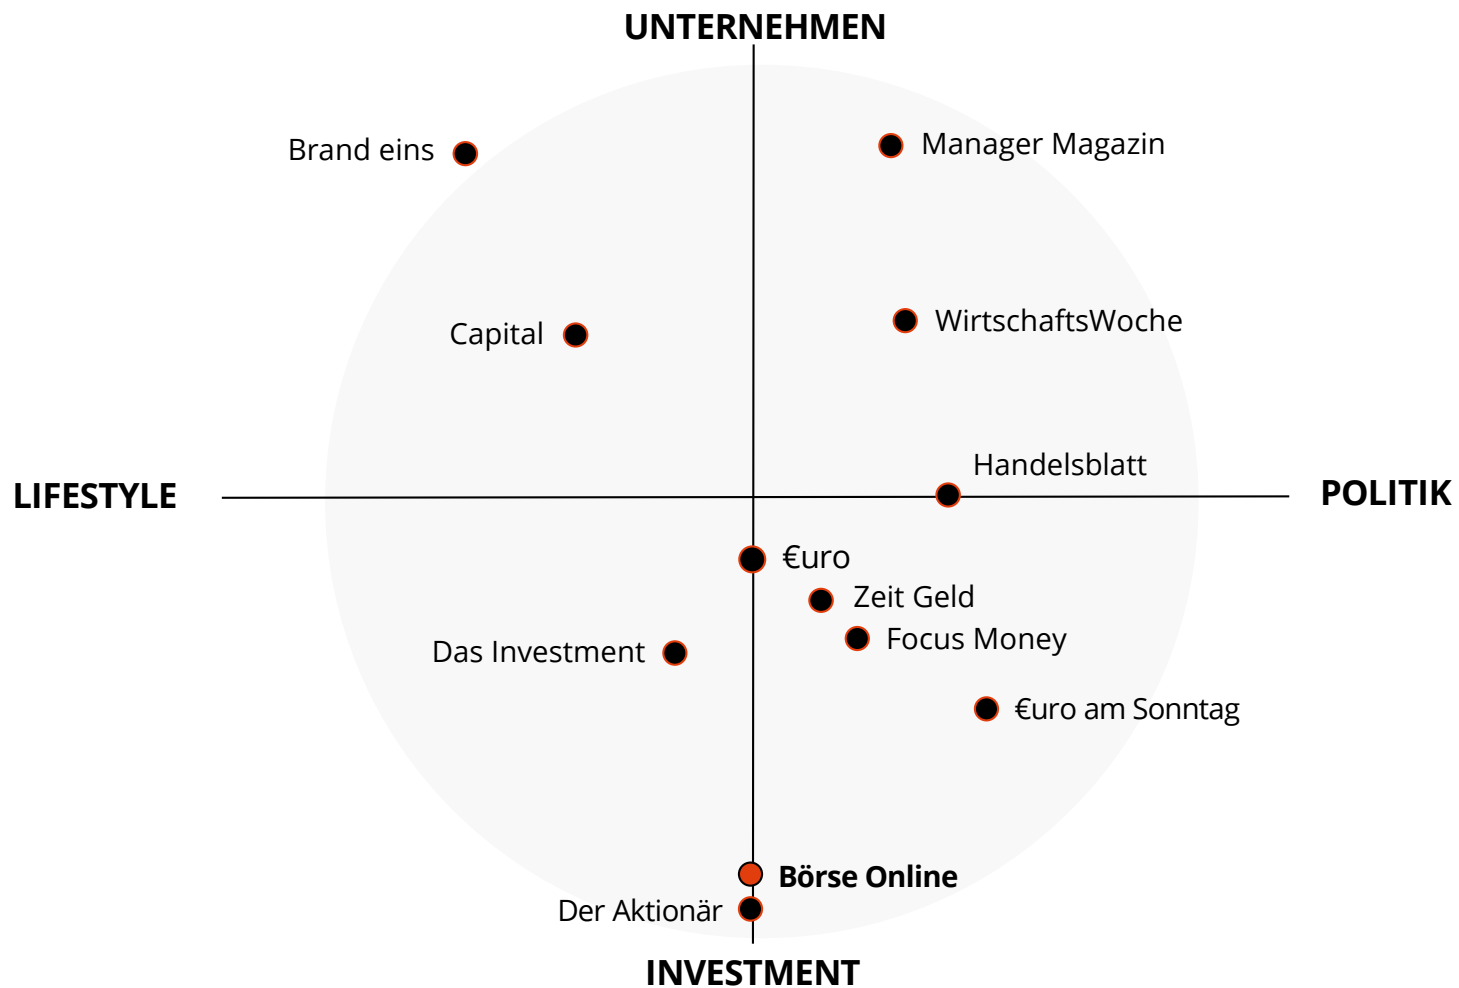 UNTERNEHMEN
Brand eins
Manager Magazin
Capital
WirtschaftsWoche
Handelsblatt
LIFESTYLE
POLITIK
€uro
Zeit Geld
Focus Money
Das Investment
€uro am Sonntag
Börse Online
Der Aktionär
INVESTMENT